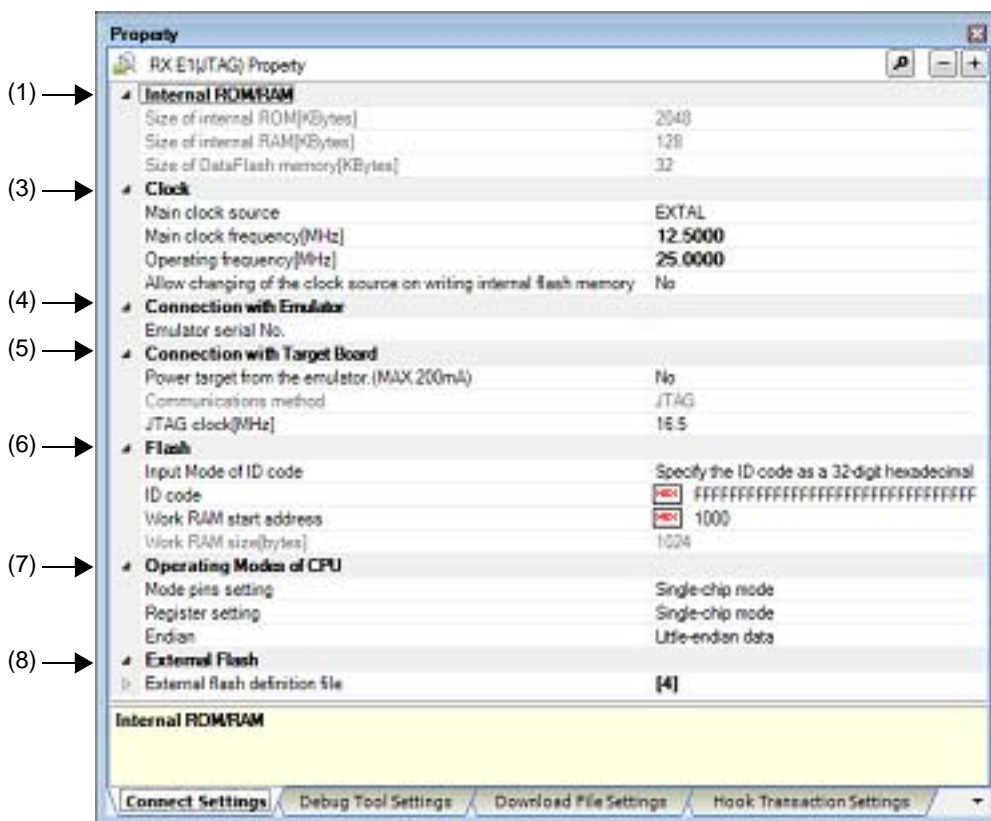 Property
RX E1(JTAG) Property
(1) Internal ROM/RAM
Size of internal ROM[KBytes] 2048
Size of internal RAM[KBytes] 128
Size of DataFlash memory[KBytes] 32
(3) Clock
Main clock source EXTAL
Main clock frequency[MHz] 12.5000
Operating frequency[MHz] 25.0000
Allow changing of the clock source on writing internal flash memory No
(4) Connection with Emulator
Emulator serial No.
(5) Connection with Target Board
Power target from the emulator.(MAX 200mA) No
Communications method JTAG
JTAG clock[MHz] 16.5
(6) Flash
Input Mode of ID code Specify the ID code as a 32-digit hexadecimal
ID code HEX FFFFFFFFFFFFFFFFFFFFFFFFFFFFFFFF
Work RAM start address HEX 1000
Work RAM size[bytes] 1024
(7) Operating Modes of CPU
Mode pins setting Single-chip mode
Register setting Single-chip mode
Endian Little-endian data
(8) External Flash
External flash definition file [4]
Internal ROM/RAM
Connect Settings Debug Tool Settings Download File Settings Hook Transaction Settings